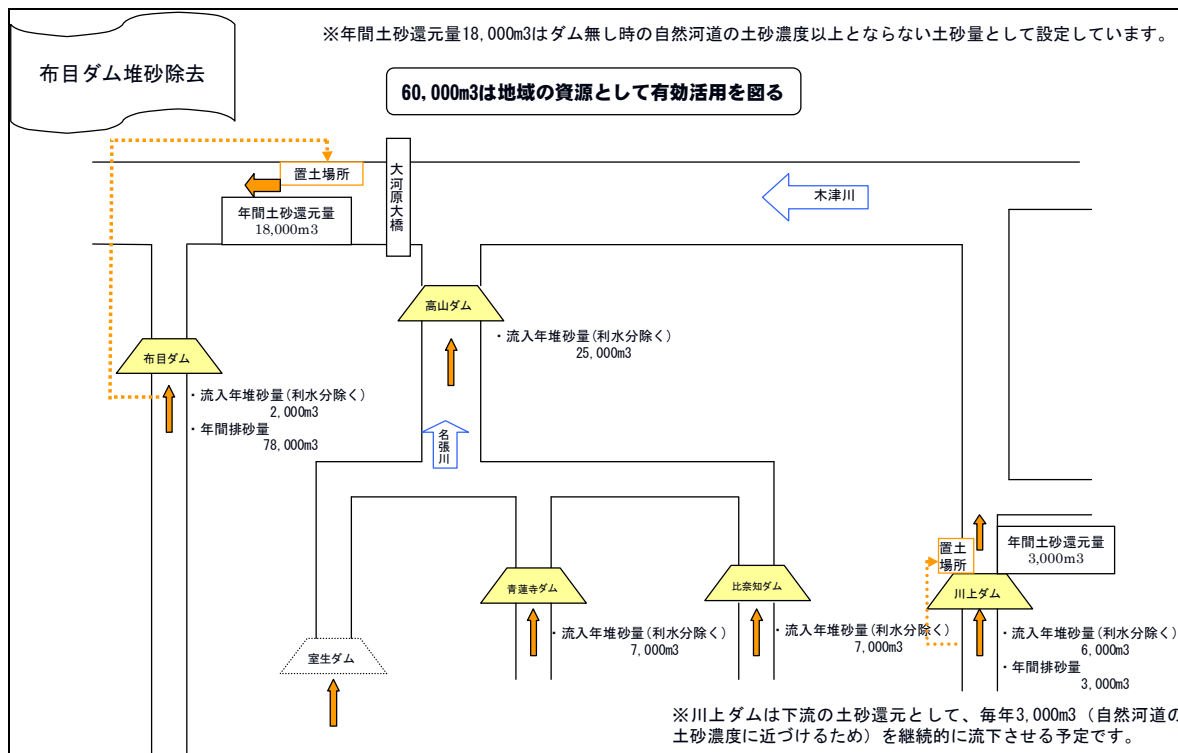 ※年間土砂還元量18,000m3はダム無し時の自然河道の土砂濃度以上とならない土砂量として設定しています。
布目ダム堆砂除去
60,000m3は地域の資源として有効活用を図る
大河原大橋
置土場所
木津川
年間土砂還元量
18,000m3
高山ダム
・流入年堆砂量(利水分除く)
25,000m3
布目ダム
・流入年堆砂量(利水分除く)
2,000m3
・年間排砂量
78,000m3
名張川
置土
場所
年間土砂還元量
3,000m3
青蓮寺ダム
比奈知ダム
川上ダム
・流入年堆砂量(利水分除く)
7,000m3
・流入年堆砂量(利水分除く)
7,000m3
・流入年堆砂量(利水分除く)
6,000m3
・年間排砂量
3,000m3
室生ダム
※川上ダムは下流の土砂還元として、毎年3,000m3（自然河道の
土砂濃度に近づけるため）を継続的に流下させる予定です。